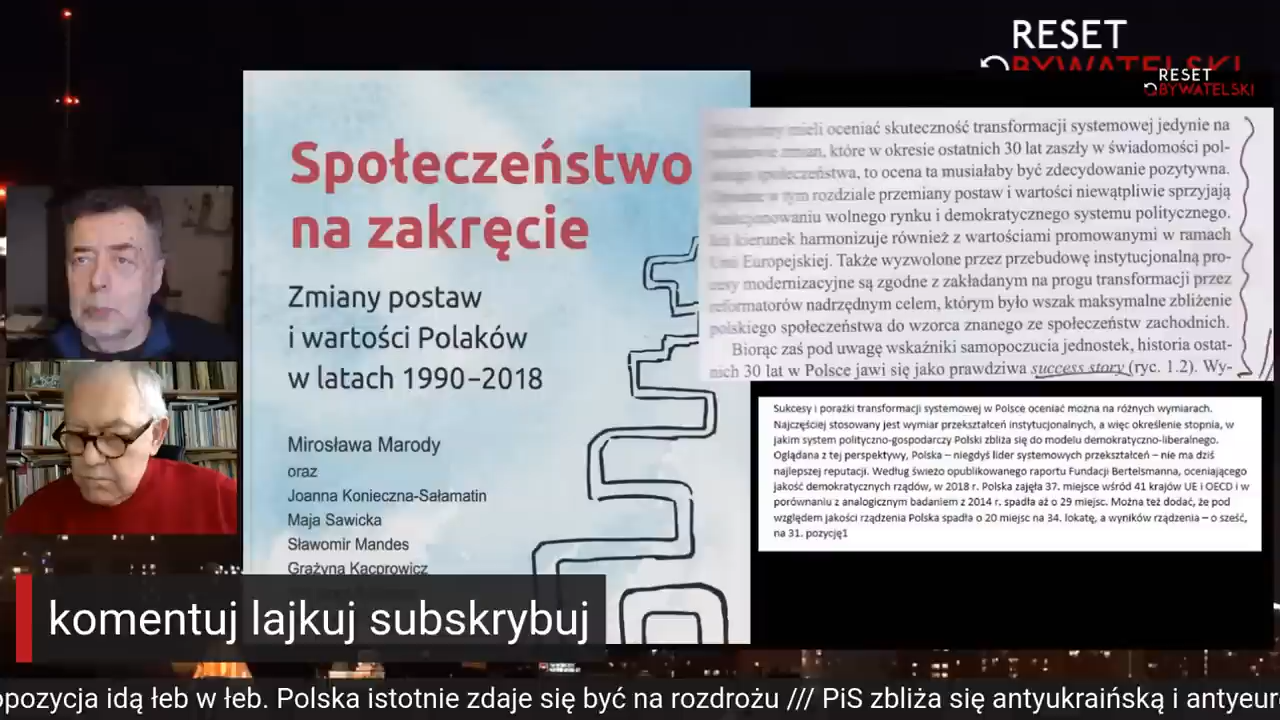 RESET
OBYWATELSKI
RESET
OBYWATELSKI
Społeczeństwo
na zakręcie
Zmiany postaw
i wartości Polaków
w latach 1990–2018
Mirosława Marody
oraz
Joanna Konieczna-Sałamatin
Maja Sawicka
Sławomir Mandes
Grażyna Kacprowicz
mieli oceniać skuteczność transformacji systemowej jedynie na
zmian, które w okresie ostatnich 30 lat zaszły w świadomości pol-
społeczeństwa, to ocena ta musiałaby być zdecydowanie pozytywna.
w tym rozdziale przemiany postaw i wartości niewątpliwie sprzyjają
funkcjonowaniu wolnego rynku i demokratycznego systemu politycznego.
kierunek harmonizuje również z wartościami promowanymi w ramach
Unii Europejskiej. Także wyzwolone przez przebudowę instytucjonalną pro-
cesy modernizacyjne są zgodne z zakładanym na progu transformacji przez
reformatorów nadrzędnym celem, którym było wszak maksymalne zbliżenie
polskiego społeczeństwa do wzorca znanego ze społeczeństw zachodnich.
Biorąc zaś pod uwagę wskaźniki samopoczucia jednostek, historia ostat-
nich 30 lat w Polsce jawi się jako prawdziwa success story (ryc. 1.2). Wy-
Sukcesy i porażki transformacji systemowej w Polsce oceniać można na różnych wymiarach.
Najczęściej stosowany jest wymiar przekształceń instytucjonalnych, a więc określenie stopnia, w
jakim system polityczno-gospodarczy Polski zbliża się do modelu demokratyczno-liberalnego.
Oglądana z tej perspektywy, Polska – niegdyś lider systemowych przekształceń – nie ma dziś
najlepszej reputacji. Według świeżo opublikowanego raportu Fundacji Bertelsmanna, oceniającego
jakość demokratycznych rządów, w 2018 r. Polska zajęła 37. miejsce wśród 41 krajów UE i OECD i w
porównaniu z analogicznym badaniem z 2014 r. spadła aż o 29 miejsc. Można też dodać, że pod
względem jakości rządzenia Polska spadła o 20 miejsc na 34. lokatę, a wyników rządzenia – o sześć,
na 31. pozycję1
komentuj lajkuj subskrybuj
opozycja idą łeb w łeb. Polska istotnie zdaje się być na rozdrożu /// PiS zbliża się antyukraińską i antyeur